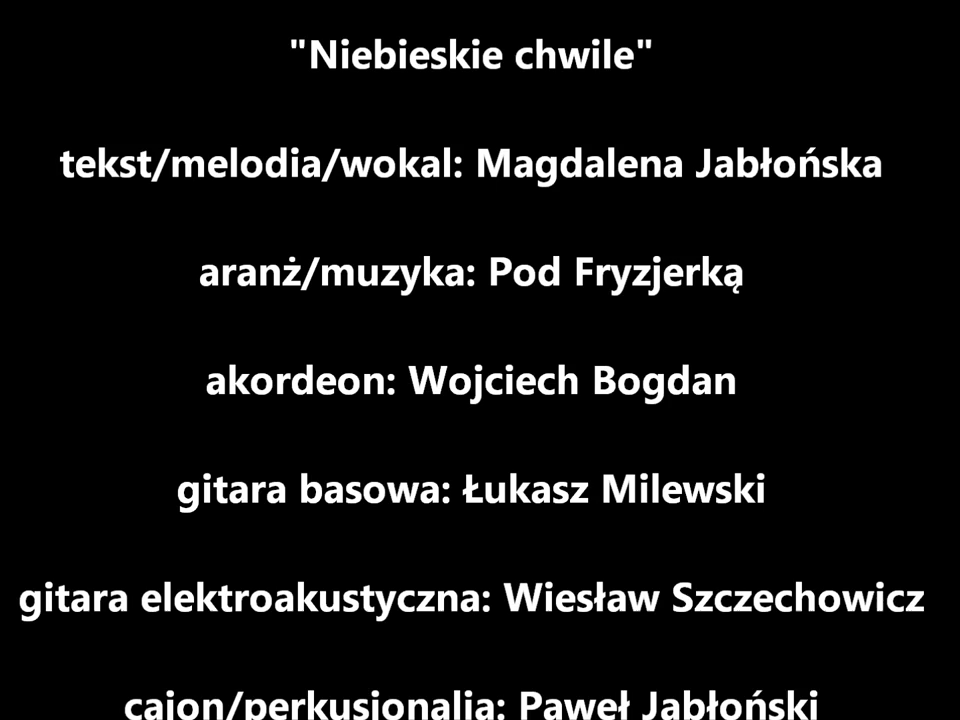 "Niebieskie chwile"
tekst/melodia/wokal: Magdalena Jabłońska
aranż/muzyka: Pod Fryzjerką
akordeon: Wojciech Bogdan
gitara basowa: Łukasz Milewski
gitara elektroakustyczna: Wiesław Szczechowicz
cajon/perkusjonalia: Paweł Jabłoński